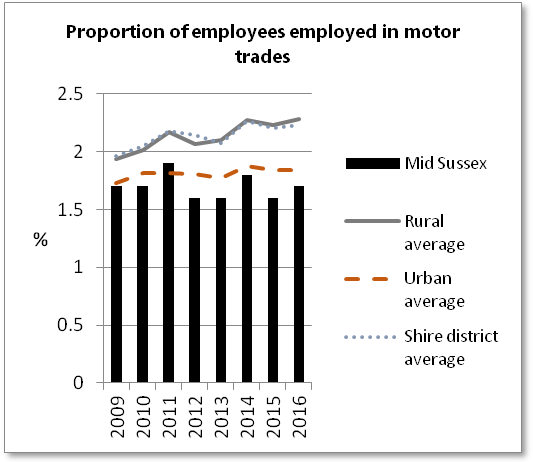 Proportion of employees employed in motor
trades
2.5
2
1.5
1
0.5
0
%
2009
2010
2011
2012
2013
2014
2015
2016
Mid Sussex
Rural
average
Urban
average
Shire district
average